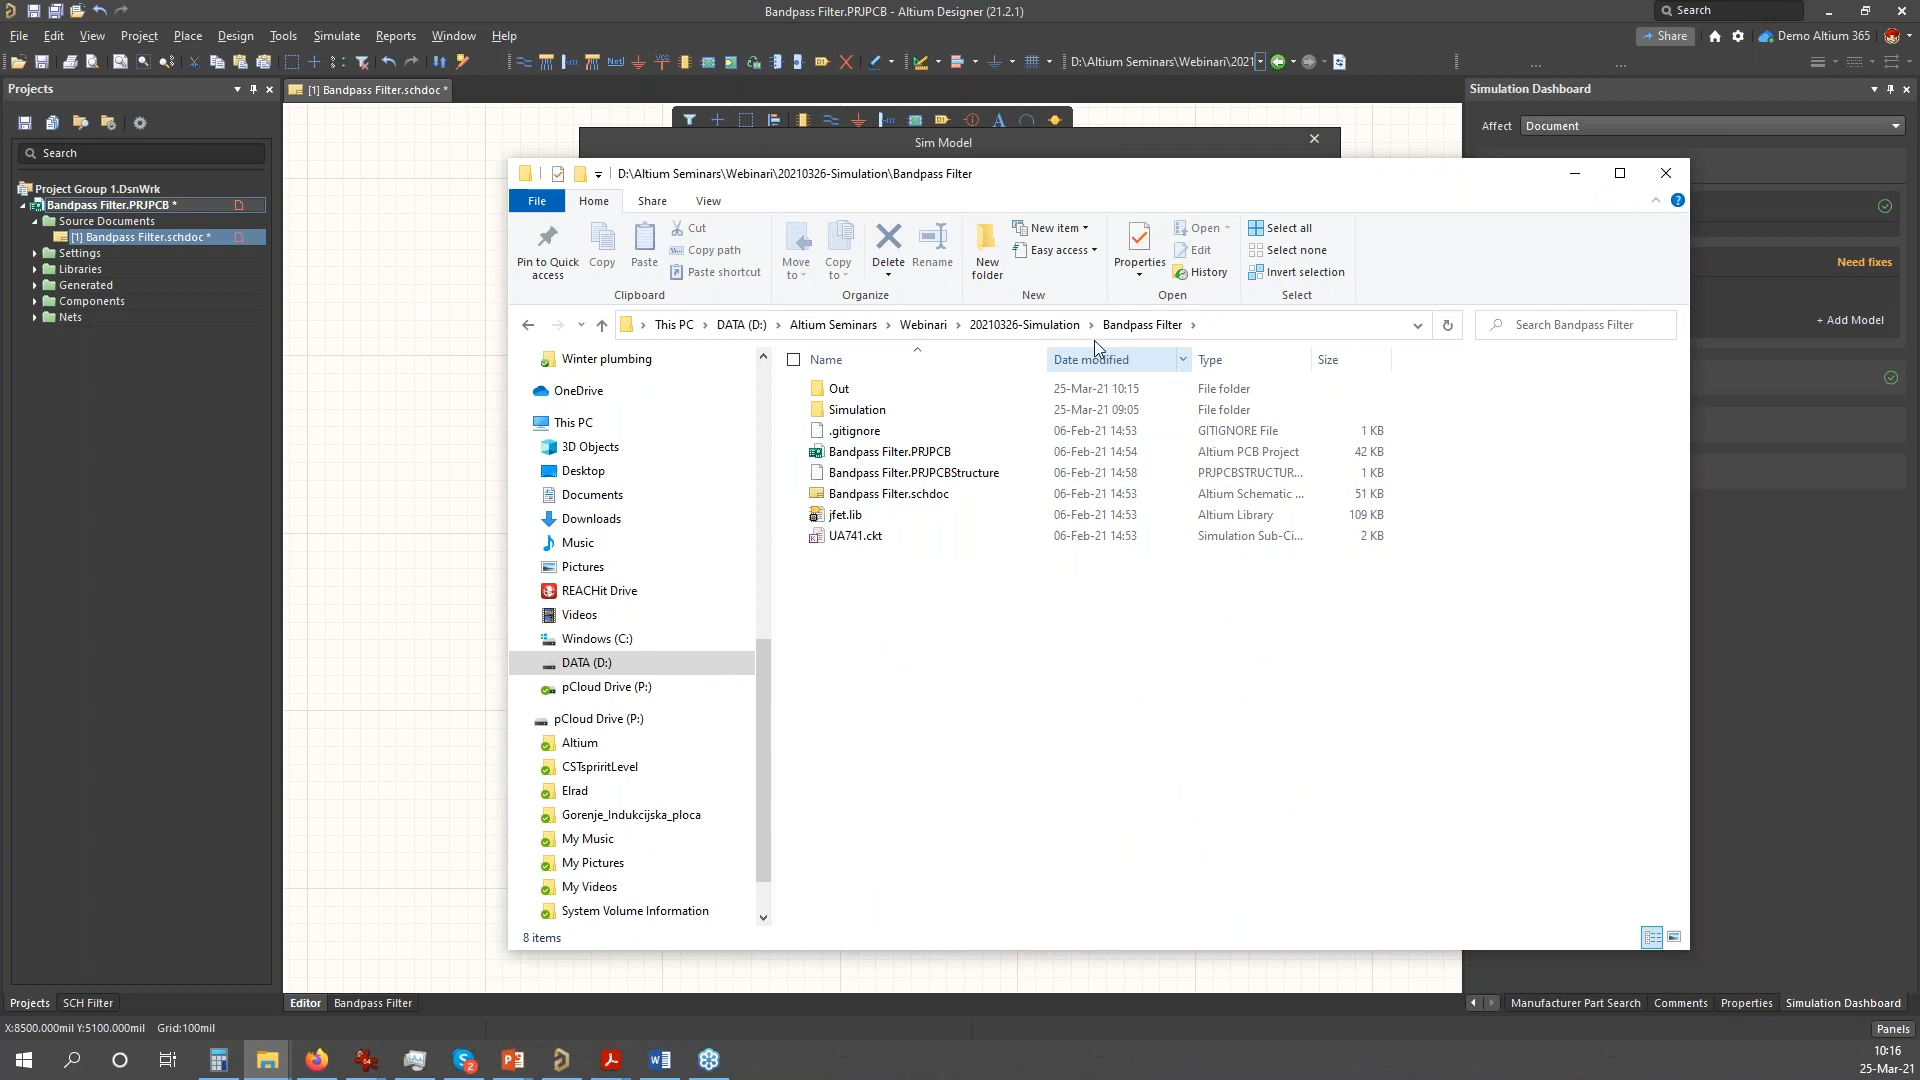 Bandpass Filter.PRJPCB - Altium Designer (21.2.1)
Search
File Edit View Project Place Design Tools Simulate Reports Window Help
Share
Demo Altium 365
D:\Altium Seminars\Webinari\2021
Projects
[1] Bandpass Filter.schdoc *
Simulation Dashboard
Affect
Document
Search
Project Group 1.DsnWrk
Bandpass Filter.PRJPCB *
Source Documents
[1] Bandpass Filter.schdoc *
Settings
Libraries
Generated
Components
Nets
Sim Model
D:\Altium Seminars\Webinari\20210326-Simulation\Bandpass Filter
File Home Share View
Pin to Quick access
Copy
Paste
Cut
Copy path
Paste shortcut
Clipboard
Move to
Copy to
Delete
Rename
Organize
New folder
New item
Easy access
New
Properties
Open
Edit
History
Open
Select all
Select none
Invert selection
Select
This PC
DATA (D:)
Altium Seminars
Webinari
20210326-Simulation
Bandpass Filter
Search Bandpass Filter
Winter plumbing
OneDrive
This PC
3D Objects
Desktop
Documents
Downloads
Music
Pictures
REACHit Drive
Videos
Windows (C:)
DATA (D:)
pCloud Drive (P:)
pCloud Drive (P:)
Altium
CSTspriritLevel
Elrad
Gorenje_Indukcijska_ploca
My Music
My Pictures
My Videos
System Volume Information
Name Date modified Type Size
Out 25-Mar-21 10:15 File folder
Simulation 25-Mar-21 09:05 File folder
.gitignore 06-Feb-21 14:53 GITIGNORE File 1 KB
Bandpass Filter.PRJPCB 06-Feb-21 14:54 Altium PCB Project 42 KB
Bandpass Filter.PRJPCBStructure 06-Feb-21 14:58 PRJPCBSTRUCTUR... 1 KB
Bandpass Filter.schdoc 06-Feb-21 14:53 Altium Schematic ... 51 KB
jfet.lib 06-Feb-21 14:53 Altium Library 109 KB
UA741.ckt 06-Feb-21 14:53 Simulation Sub-Ci... 2 KB
8 items
Need fixes
+ Add Model
Projects
SCH Filter
Editor
Bandpass Filter
Manufacturer Part Search
Comments
Properties
Simulation Dashboard
X:8500.000mil Y:5100.000mil Grid:100mil
Panels
10:16
25-Mar-21